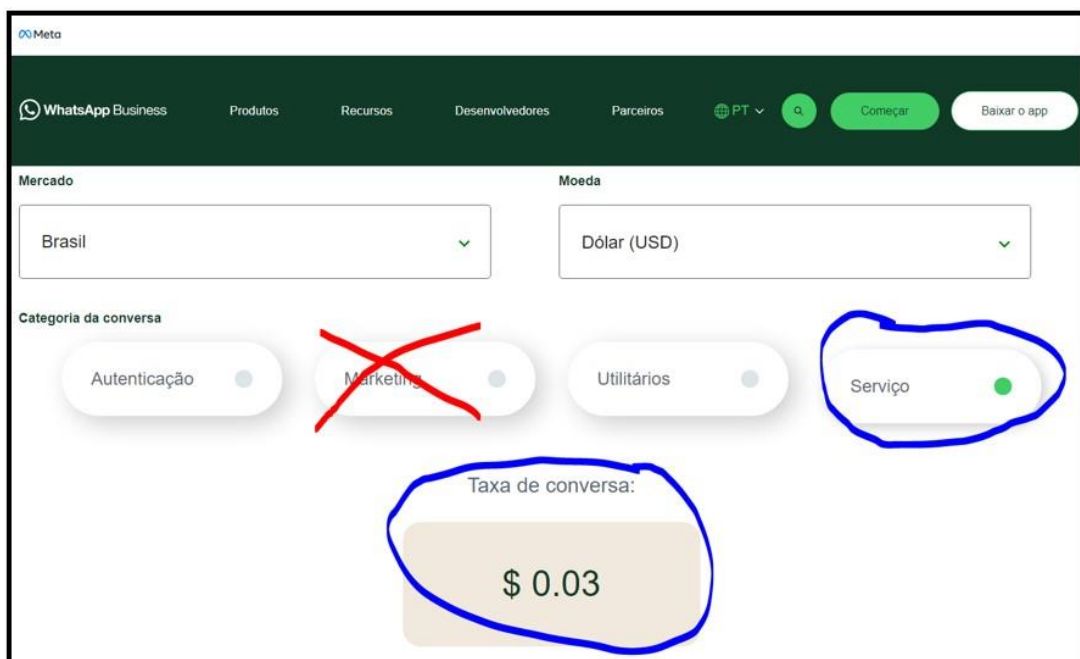 Meta
WhatsApp Business Produtos Recursos Desenvolvedores Parceiros PT Começar Baixar o app
Mercado Moeda
Brasil Dólar (USD)
Categoria da conversa
Autenticação Marketing Utilitários Serviço
Taxa de conversa:
$ 0.03